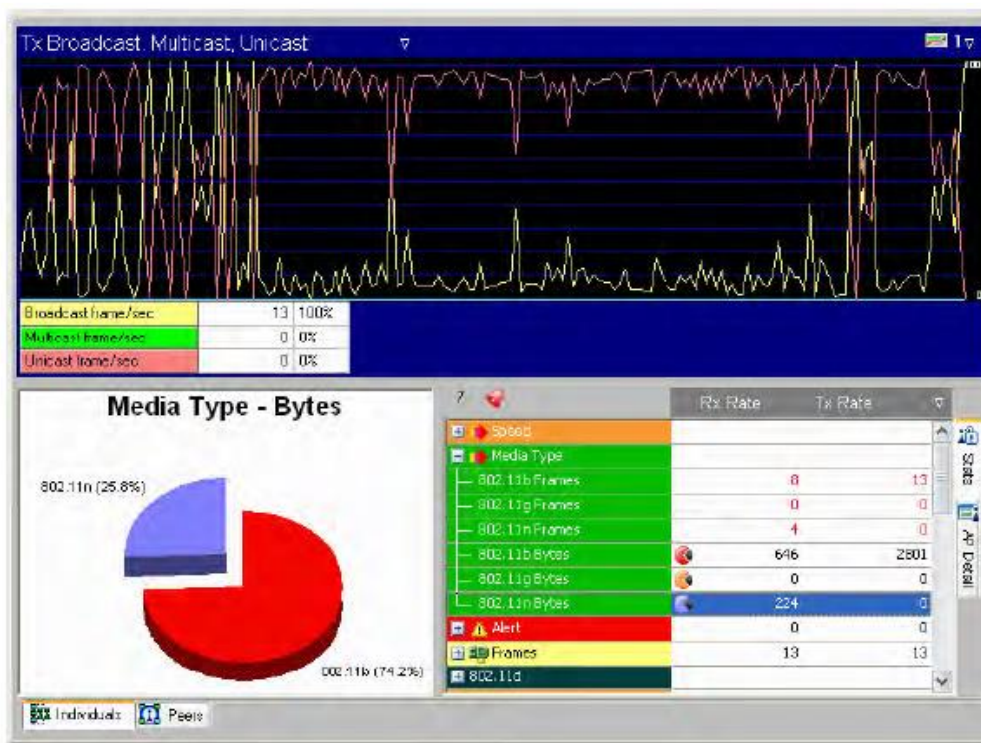 Tx Broadcast, Multicast, Unicast
1
100
0
Broadcast frame/sec 13 100%
Multicast frame/sec 0 0%
Unicast frame/sec 0 0%
Media Type - Bytes
802.11n (25.8%)
802.11b (74.2%)
? Rx Rate Tx Rate
Speed
Media Type
802.11b Frames 8 13
802.11g Frames 0 0
802.11n Frames 4 0
802.11b Bytes 646 2801
802.11g Bytes 0 0
802.11n Bytes 224 0
Alert 0 0
Frames 13 13
802.11d
Stats
AP Detail
Individuals Peers